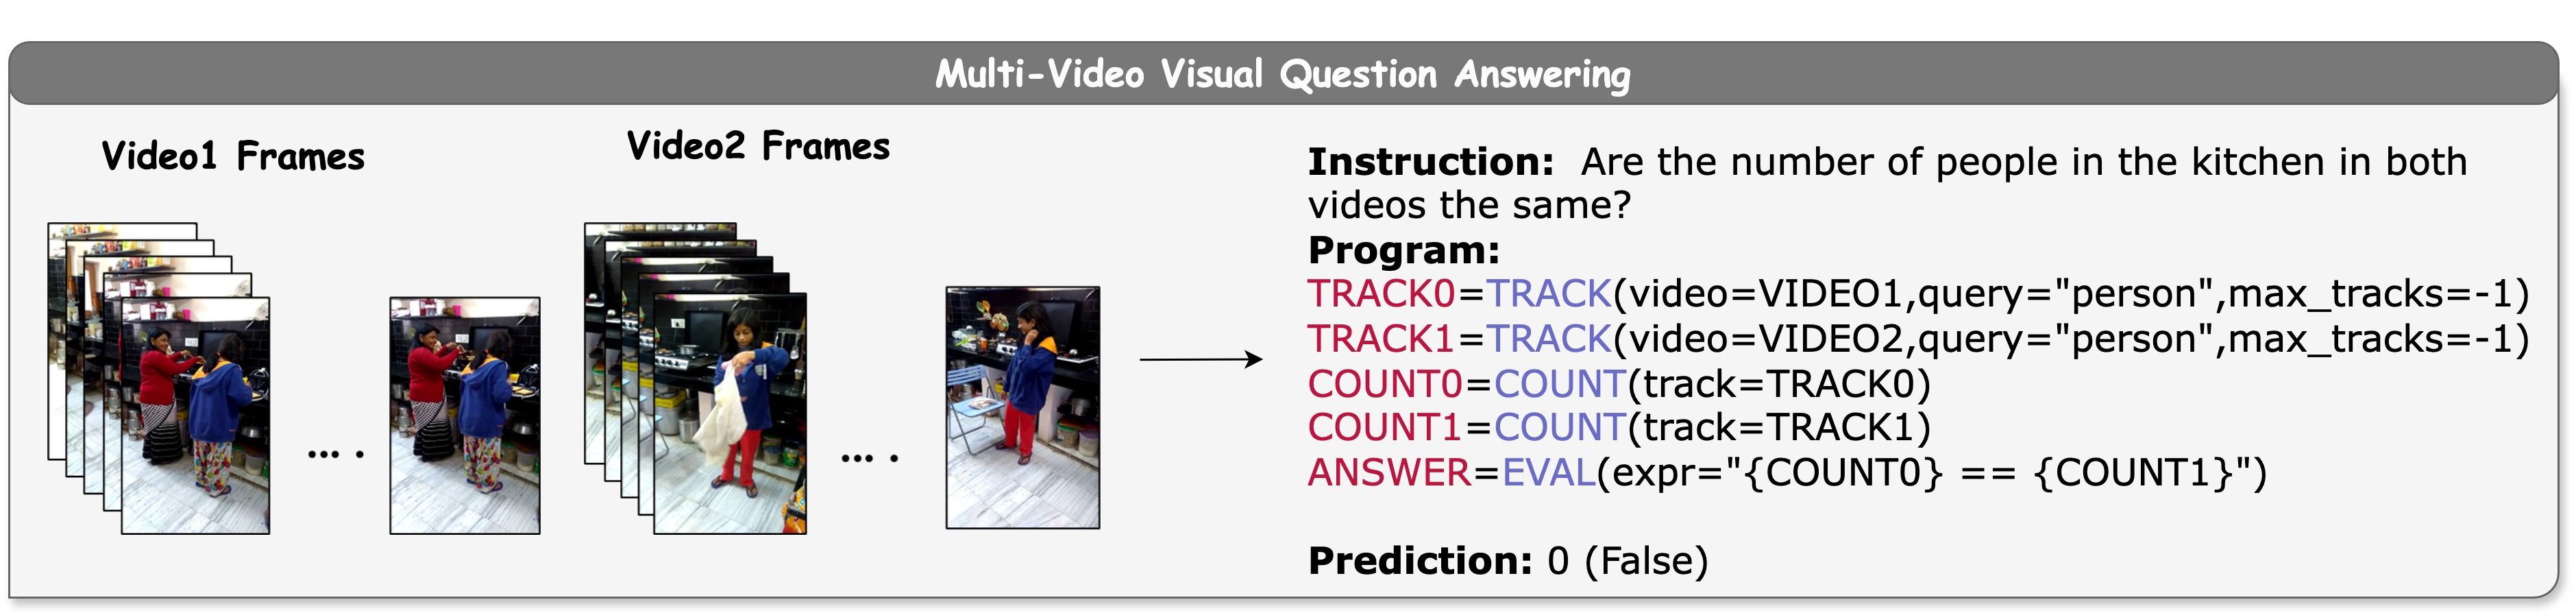 Multi-Video Visual Question Answering
Video1 Frames
Video2 Frames
... .
... .
Instruction: Are the number of people in the kitchen in both
videos the same?
Program:
TRACK0=TRACK(video=VIDEO1,query="person",max_tracks=-1)
TRACK1=TRACK(video=VIDEO2,query="person",max_tracks=-1)
COUNT0=COUNT(track=TRACK0)
COUNT1=COUNT(track=TRACK1)
ANSWER=EVAL(expr="{COUNT0} == {COUNT1}")
Prediction: 0 (False)